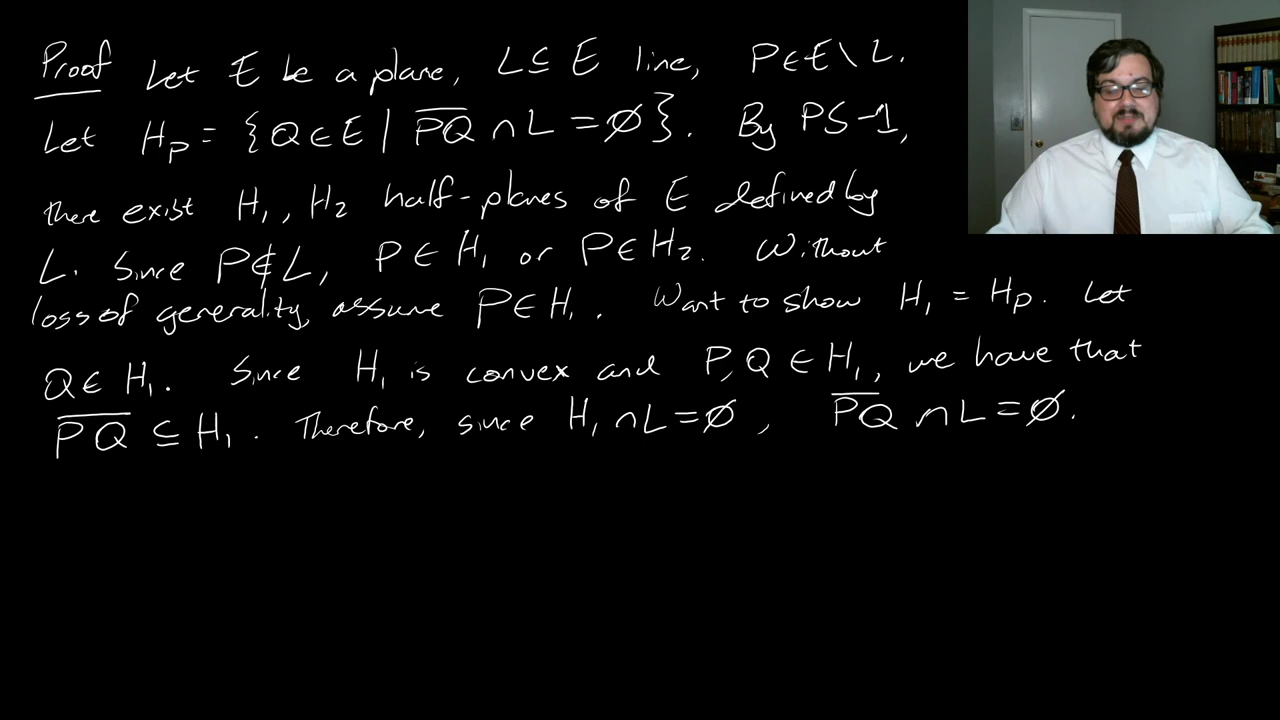 Proof Let E be a plane, L ⊆ E line, P ∈ E \ L.
Let H_P = {Q ∈ E | \overline{PQ} ∩ L = ∅}. By PS-1,
there exist H₁, H₂ half-planes of E defined by
L. Since P ∉ L, P ∈ H₁ or P ∈ H₂. Without
loss of generality, assume P ∈ H₁. Want to show H₁ = H_P. Let
Q ∈ H₁. Since H₁ is convex and P, Q ∈ H₁, we have that
\overline{PQ} ⊆ H₁. Therefore, since H₁ ∩ L = ∅, \overline{PQ} ∩ L = ∅.